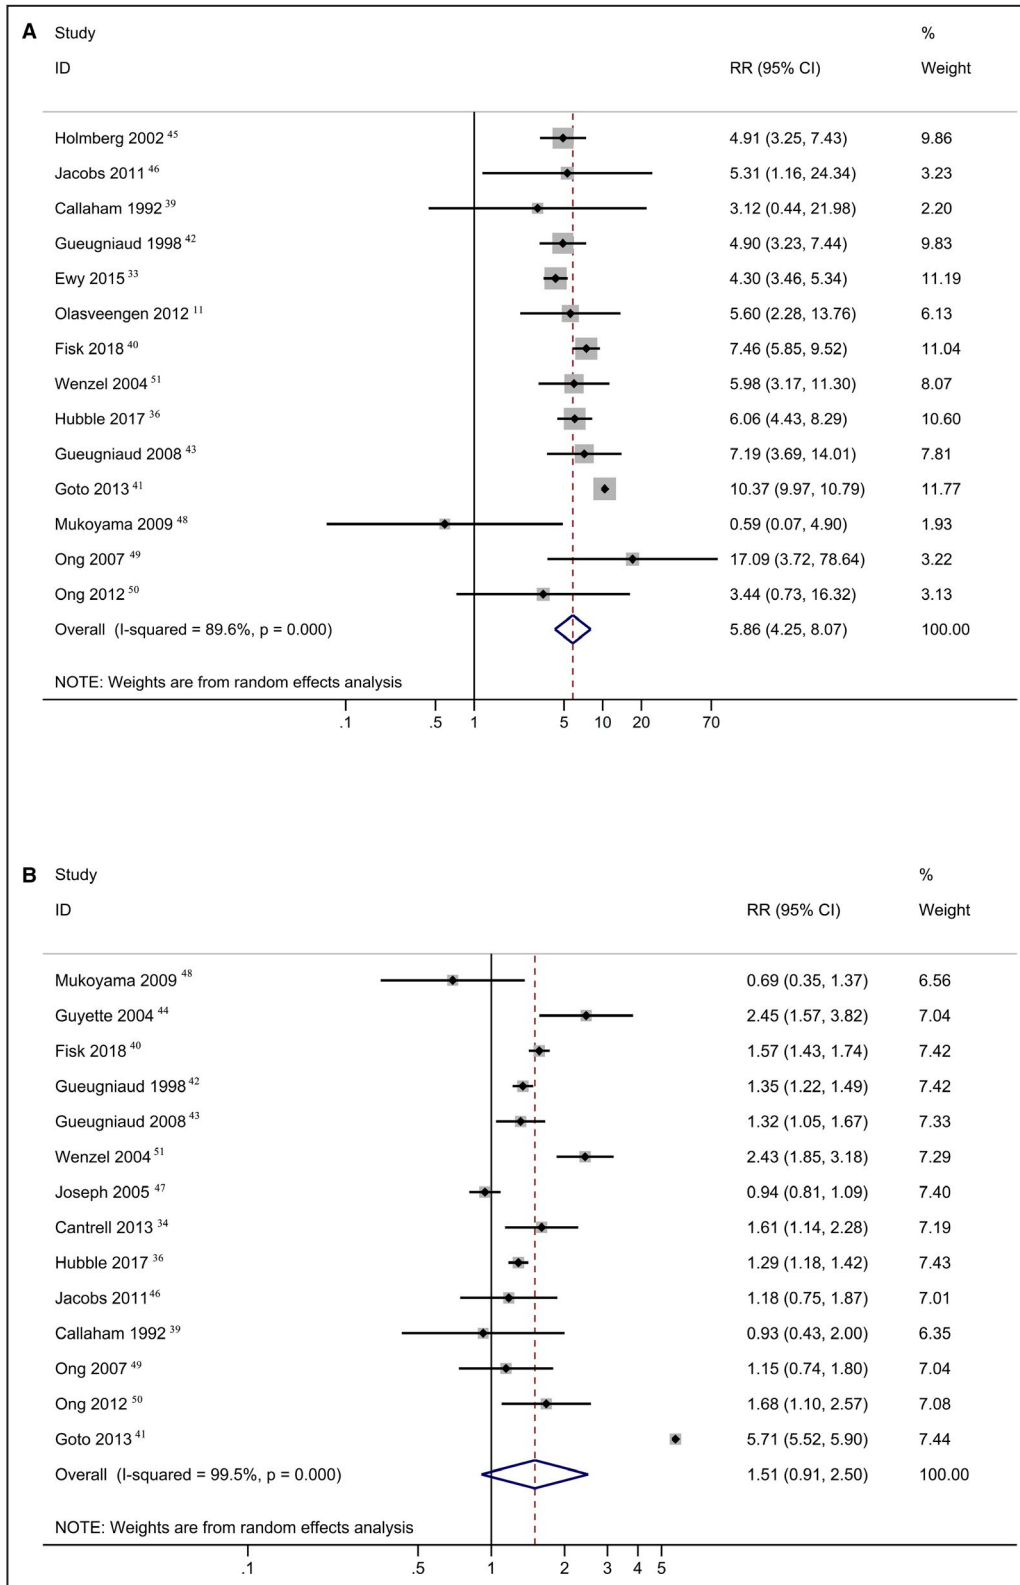 A Study %
ID RR (95% CI) Weight
Holmberg 2002 45 4.91 (3.25, 7.43) 9.86
Jacobs 2011 46 5.31 (1.16, 24.34) 3.23
Callaham 1992 39 3.12 (0.44, 21.98) 2.20
Gueugniaud 1998 42 4.90 (3.23, 7.44) 9.83
Ewy 2015 33 4.30 (3.46, 5.34) 11.19
Olasveengen 2012 11 5.60 (2.28, 13.76) 6.13
Fisk 2018 40 7.46 (5.85, 9.52) 11.04
Wenzel 2004 51 5.98 (3.17, 11.30) 8.07
Hubble 2017 36 6.06 (4.43, 8.29) 10.60
Gueugniaud 2008 43 7.19 (3.69, 14.01) 7.81
Goto 2013 41 10.37 (9.97, 10.79) 11.77
Mukoyama 2009 48 0.59 (0.07, 4.90) 1.93
Ong 2007 49 17.09 (3.72, 78.64) 3.22
Ong 2012 50 3.44 (0.73, 16.32) 3.13
Overall (I-squared = 89.6%, p = 0.000) 5.86 (4.25, 8.07) 100.00
NOTE: Weights are from random effects analysis
.1 .5 1 5 10 20 70
B Study %
ID RR (95% CI) Weight
Mukoyama 2009 48 0.69 (0.35, 1.37) 6.56
Guyette 2004 44 2.45 (1.57, 3.82) 7.04
Fisk 2018 40 1.57 (1.43, 1.74) 7.42
Gueugniaud 1998 42 1.35 (1.22, 1.49) 7.42
Gueugniaud 2008 43 1.32 (1.05, 1.67) 7.33
Wenzel 2004 51 2.43 (1.85, 3.18) 7.29
Joseph 2005 47 0.94 (0.81, 1.09) 7.40
Cantrell 2013 34 1.61 (1.14, 2.28) 7.19
Hubble 2017 36 1.29 (1.18, 1.42) 7.43
Jacobs 2011 46 1.18 (0.75, 1.87) 7.01
Callaham 1992 39 0.93 (0.43, 2.00) 6.35
Ong 2007 49 1.15 (0.74, 1.80) 7.04
Ong 2012 50 1.68 (1.10, 2.57) 7.08
Goto 2013 41 5.71 (5.52, 5.90) 7.44
Overall (I-squared = 99.5%, p = 0.000) 1.51 (0.91, 2.50) 100.00
NOTE: Weights are from random effects analysis
.1 .5 1 2 3 4 5